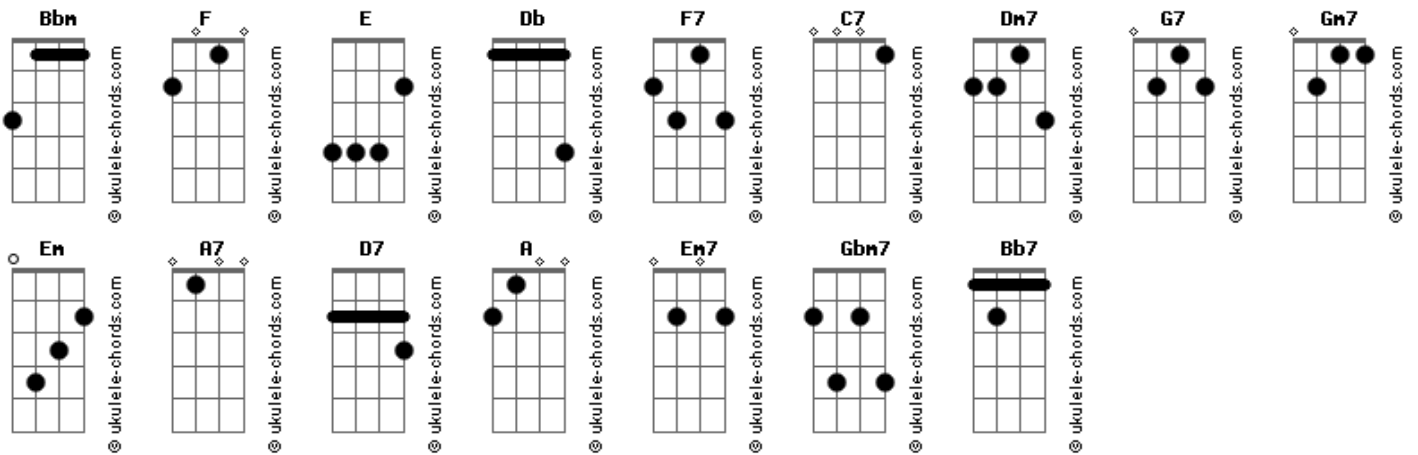 Bbm F E Db F7 C7 Dm7 G7 Gm7
© ukulele-chords.com © ukulele-chords.com © ukulele-chords.com © ukulele-chords.com © ukulele-chords.com © ukulele-chords.com © ukulele-chords.com © ukulele-chords.com © ukulele-chords.com
Em A7 D7 A Em7 Gbm7 Bb7
© ukulele-chords.com © ukulele-chords.com © ukulele-chords.com © ukulele-chords.com © ukulele-chords.com © ukulele-chords.com © ukulele-chords.com